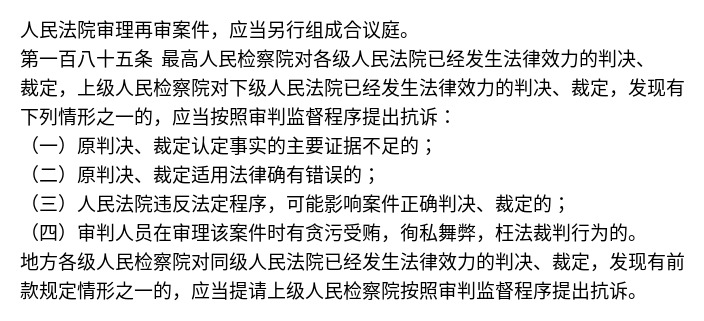 人民法院审理再审案件，应当另行组成合议庭。
第一百八十五条 最高人民检察院对各级人民法院已经发生法律效力的判决、
裁定，上级人民检察院对下级人民法院已经发生法律效力的判决、裁定，发现有
下列情形之一的，应当按照审判监督程序提出抗诉：
（一）原判决、裁定认定事实的主要证据不足的；
（二）原判决、裁定适用法律确有错误的；
（三）人民法院违反法定程序，可能影响案件正确判决、裁定的；
（四）审判人员在审理该案件时有贪污受贿，徇私舞弊，枉法裁判行为的。
地方各级人民检察院对同级人民法院已经发生法律效力的判决、裁定，发现有前
款规定情形之一的，应当提请上级人民检察院按照审判监督程序提出抗诉。